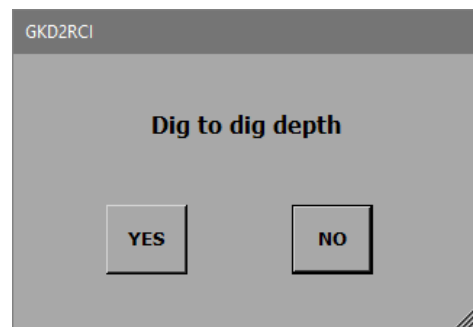 GKD2RCI
Dig to dig depth
YES
NO